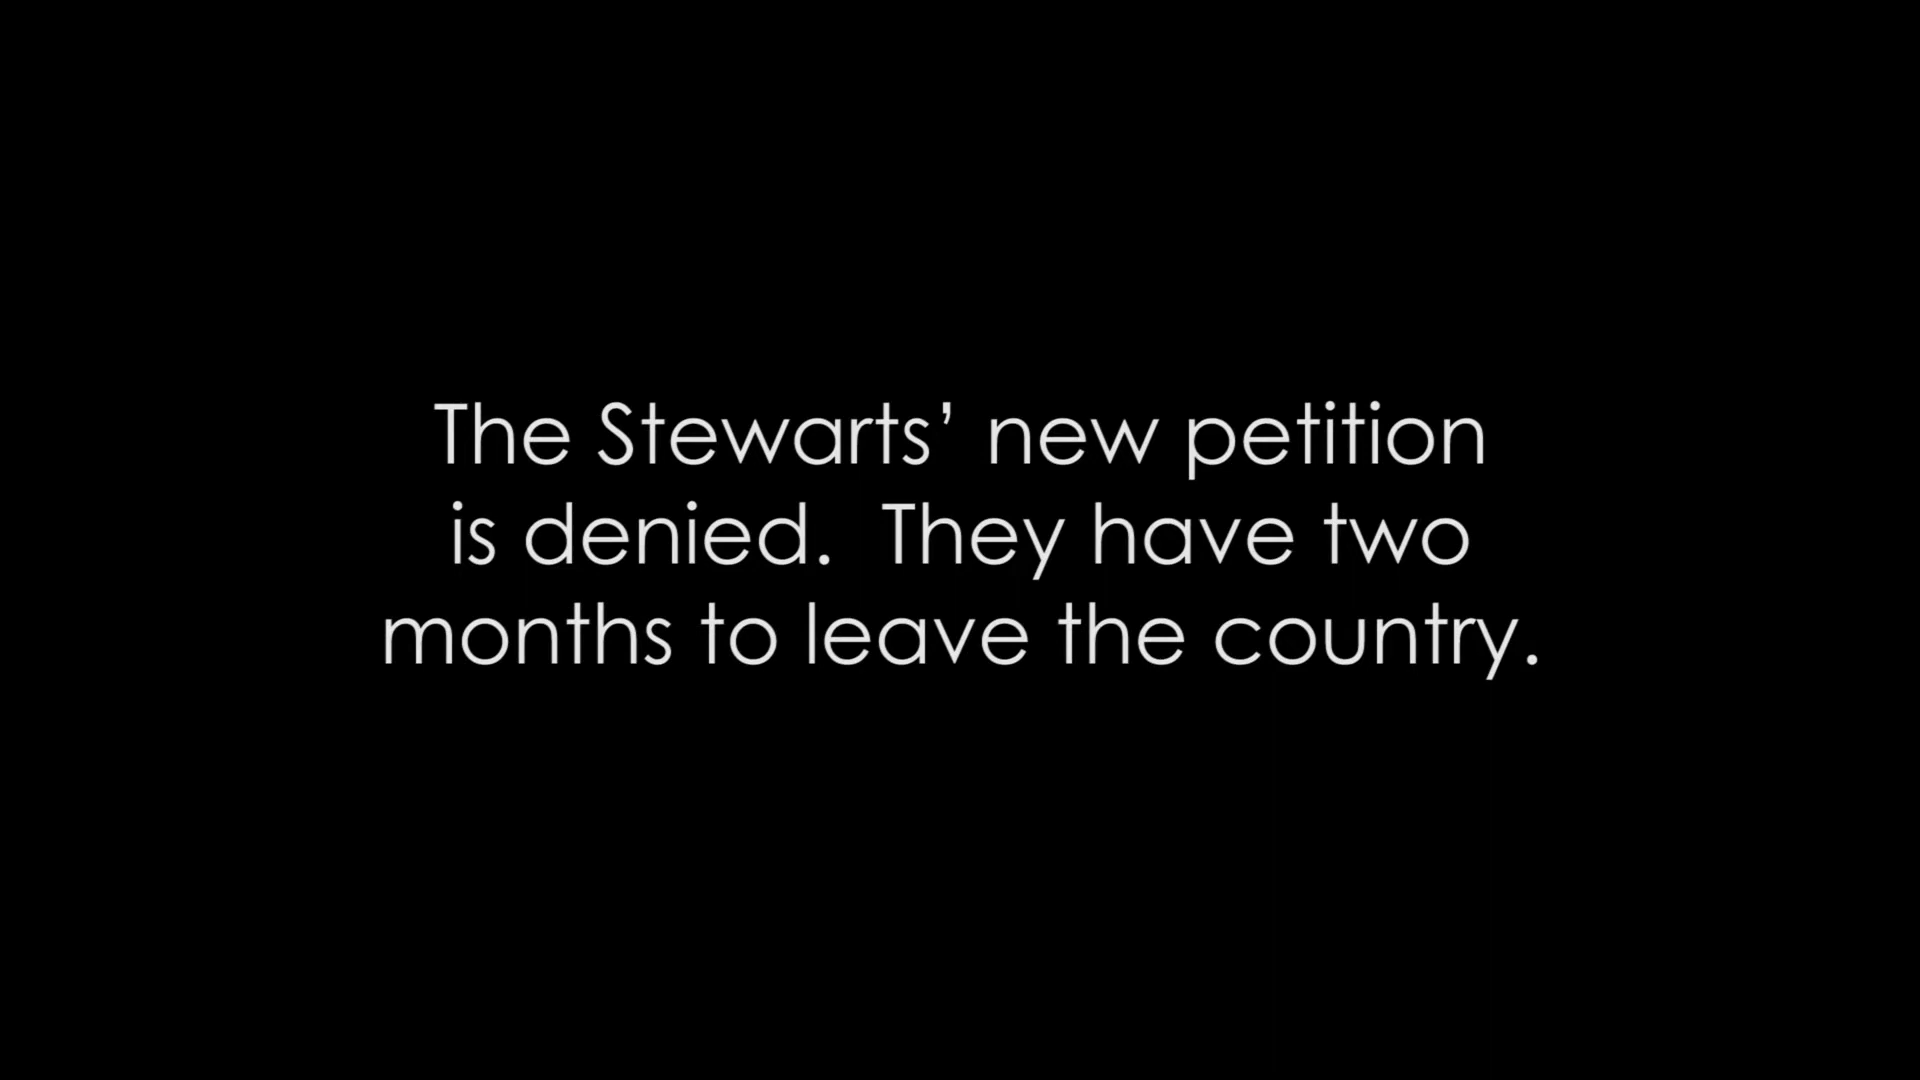 The Stewarts’ new petition
is denied.  They have two
months to leave the country.